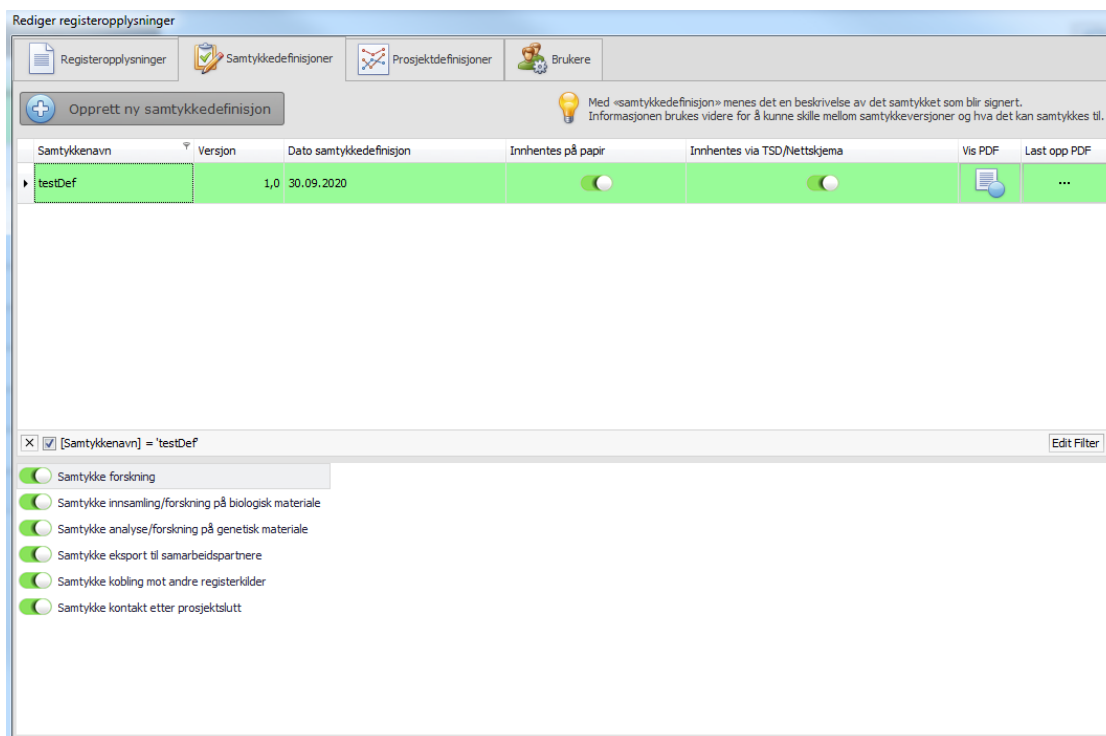 Rediger registeropplysninger
Registeropplysninger Samtykkedefinisjoner Prosjektdefinisjoner Brukere
Opprett ny samtykkedefinisjon
Med «samtykkedefinisjon» menes det en beskrivelse av det samtykket som blir signert.
Informasjonen brukes videre for å kunne skille mellom samtykkeversjoner og hva det kan samtykkes til.
Samtykkenavn Versjon Dato samtykkedefinisjon Innhentes på papir Innhentes via TSD/Nettskjema Vis PDF Last opp PDF
testDef 1,0 30.09.2020 ...
[Samtykkenavn] = 'testDef' Edit Filter
Samtykke forskning
Samtykke innsamling/forskning på biologisk materiale
Samtykke analyse/forskning på genetisk materiale
Samtykke eksport til samarbeidspartnere
Samtykke kobling mot andre registerkilder
Samtykke kontakt etter prosjektslutt